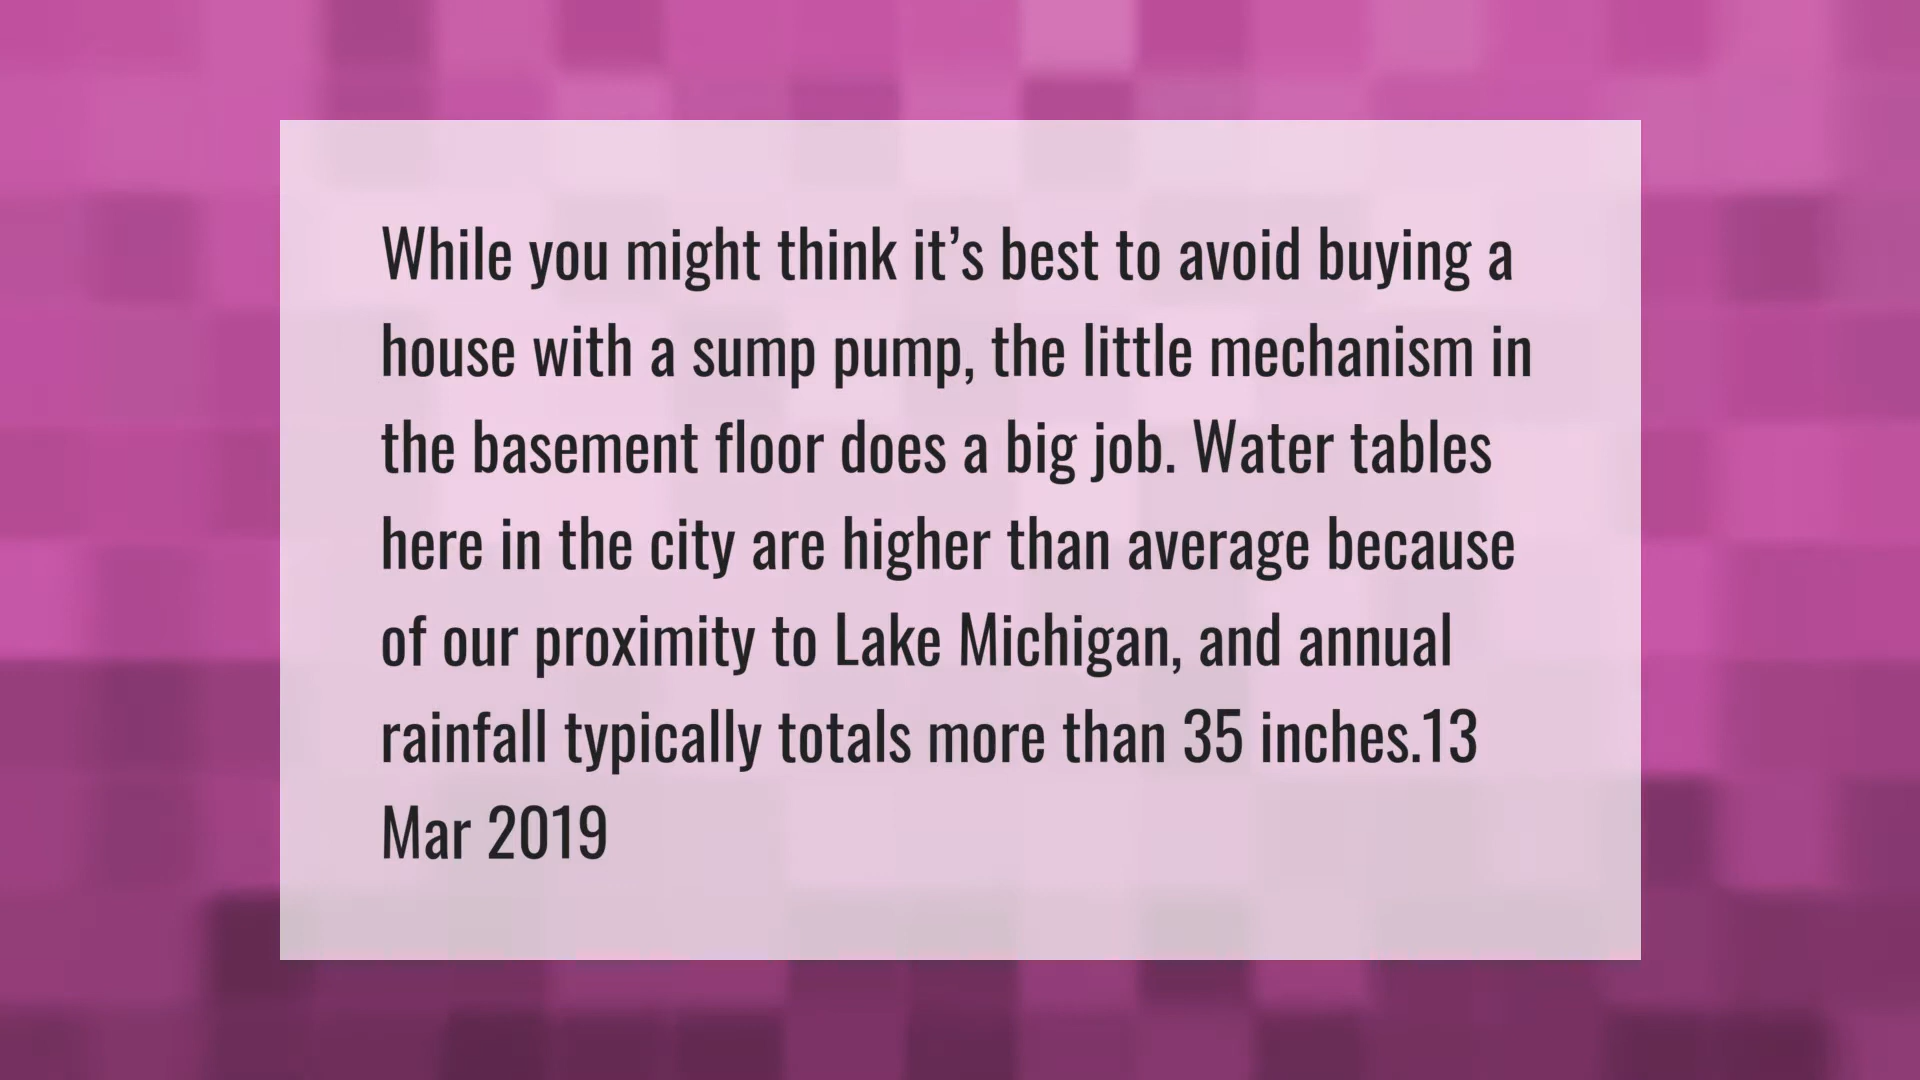 While you might think it’s best to avoid buying a
house with a sump pump, the little mechanism in
the basement floor does a big job. Water tables
here in the city are higher than average because
of our proximity to Lake Michigan, and annual
rainfall typically totals more than 35 inches.13
Mar 2019